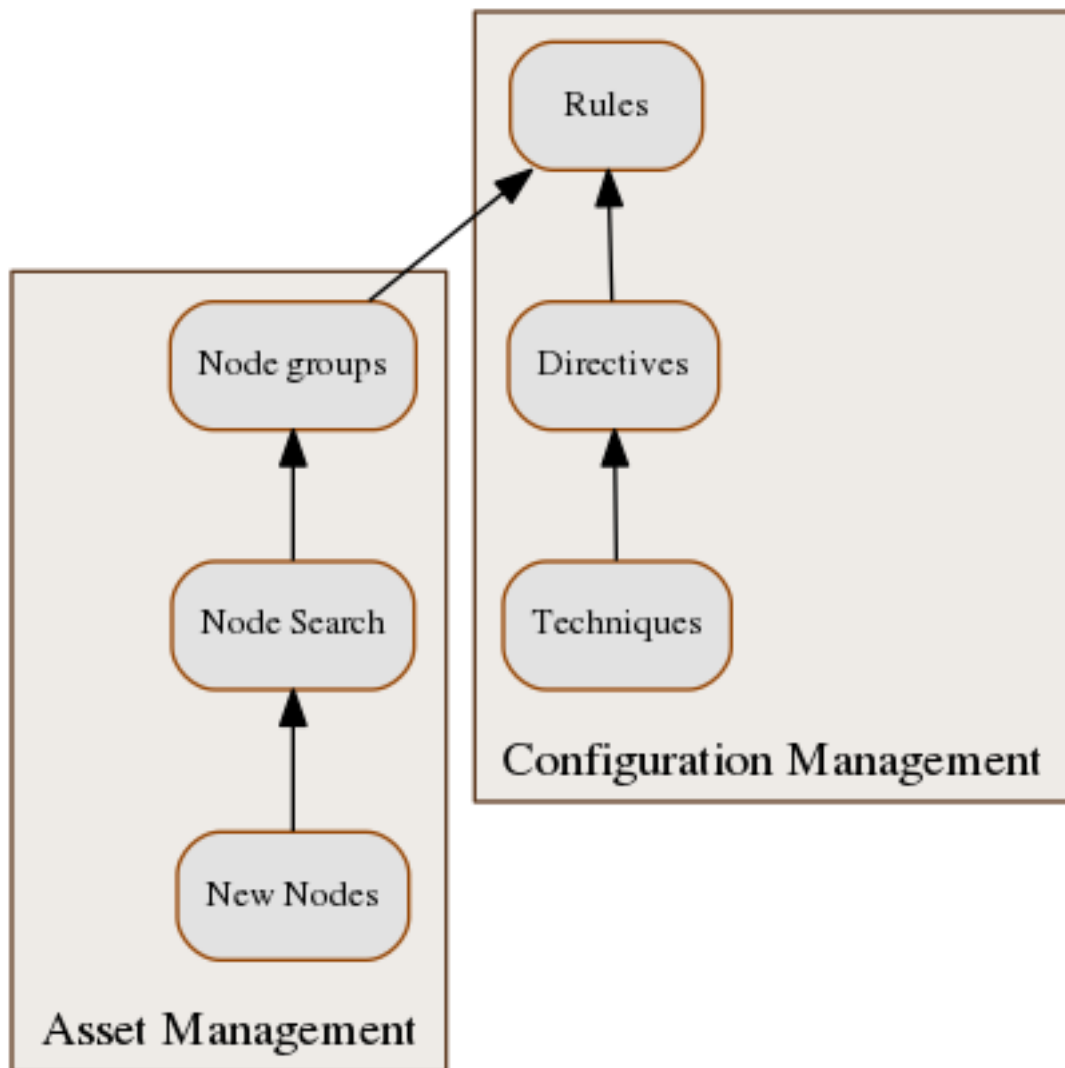 Rules
Node groups
Directives
Node Search
Techniques
Configuration Management
New Nodes
Asset Management